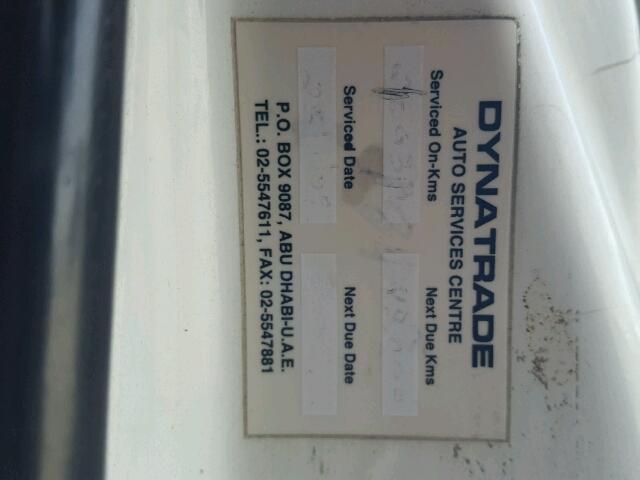 DYNATRADE
AUTO SERVICES CENTRE
Serviced On-Kms Next Due Kms
Serviced Date Next Due Date
P.O. BOX 9087, ABU DHABI-U.A.E.
TEL.: 02-5547611, FAX: 02-5547881